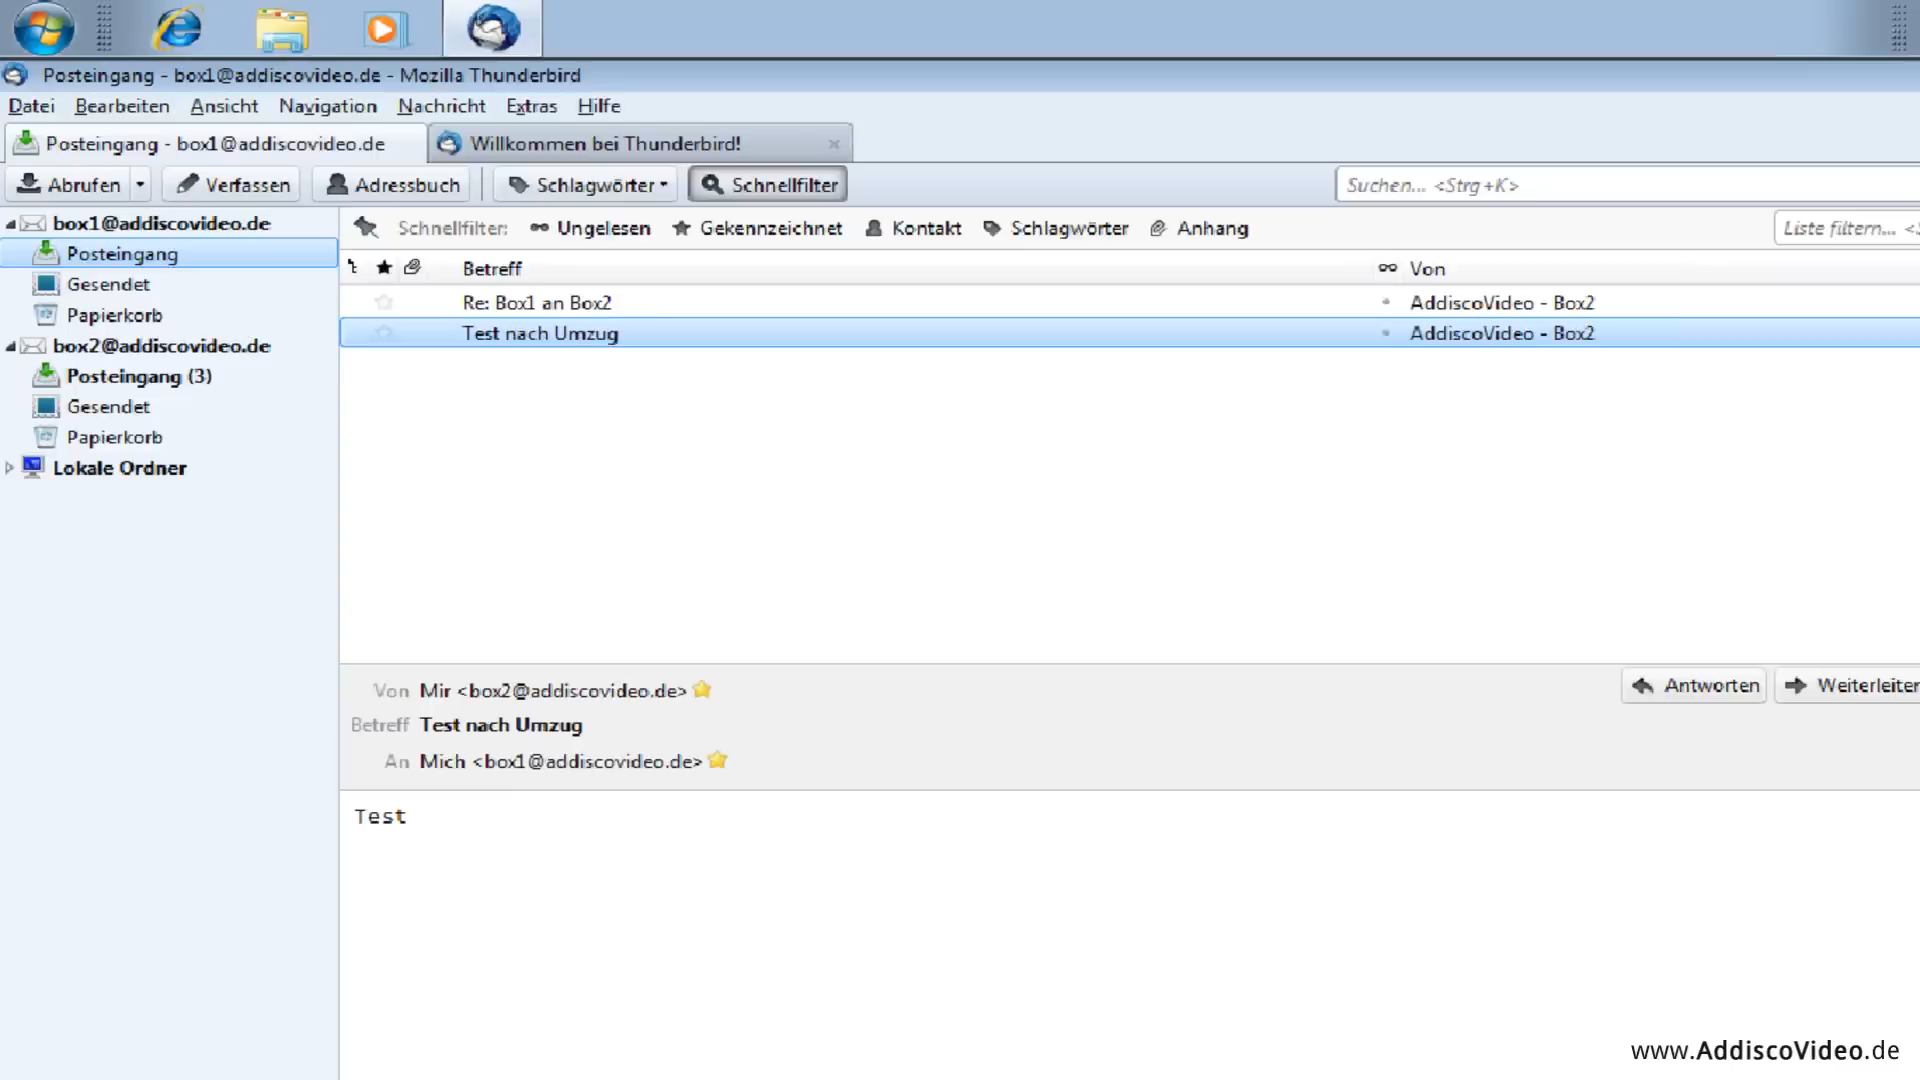 Posteingang - box1@addiscovideo.de - Mozilla Thunderbird
Datei Bearbeiten Ansicht Navigation Nachricht Extras Hilfe
Posteingang - box1@addiscovideo.de Willkommen bei Thunderbird!
Abrufen Verfassen Adressbuch Schlagwörter Schnellfilter Suchen... <Strg+K>
box1@addiscovideo.de
Posteingang
Gesendet
Papierkorb
box2@addiscovideo.de
Posteingang (3)
Gesendet
Papierkorb
Lokale Ordner
Schnellfilter: Ungelesen Gekennzeichnet Kontakt Schlagwörter Anhang Liste filtern... <S
Betreff Von
Re: Box1 an Box2 AddiscoVideo - Box2
Test nach Umzug AddiscoVideo - Box2
Von Mir <box2@addiscovideo.de> Antworten Weiterleiten
Betreff Test nach Umzug
An Mich <box1@addiscovideo.de>
Test
www.AddiscoVideo.de